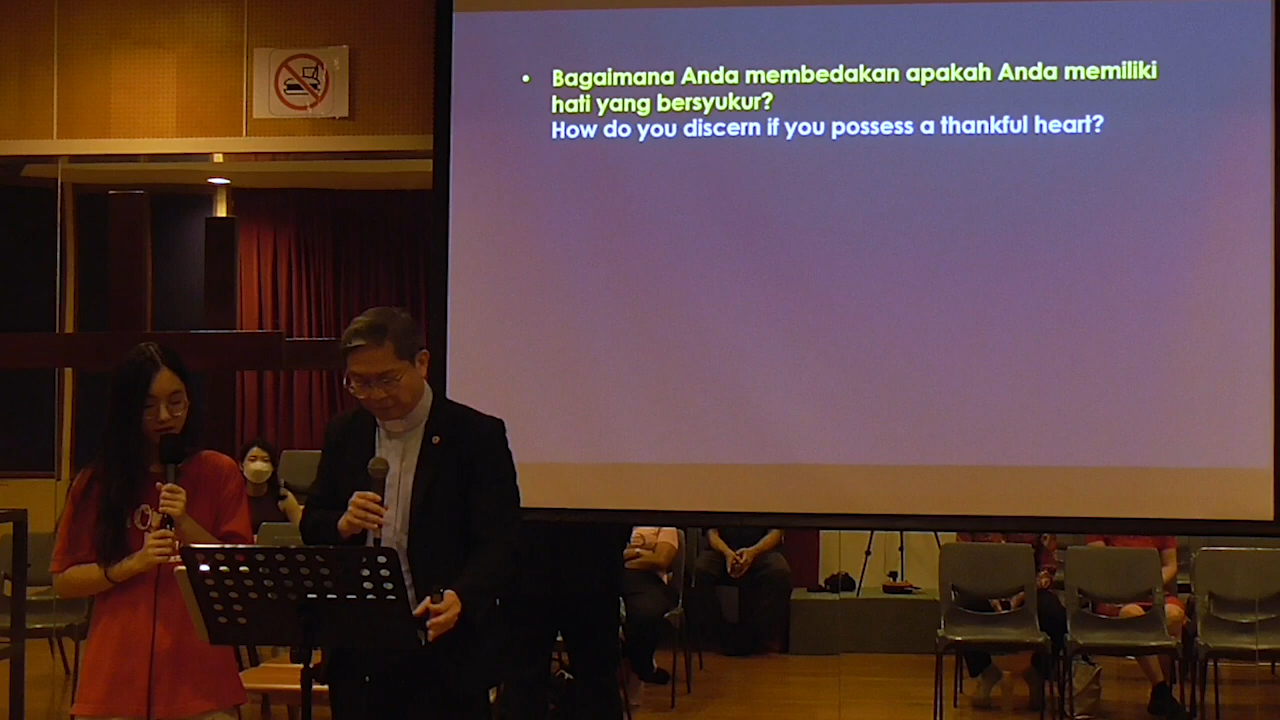 • Bagaimana Anda membedakan apakah Anda memiliki
hati yang bersyukur?
How do you discern if you possess a thankful heart?